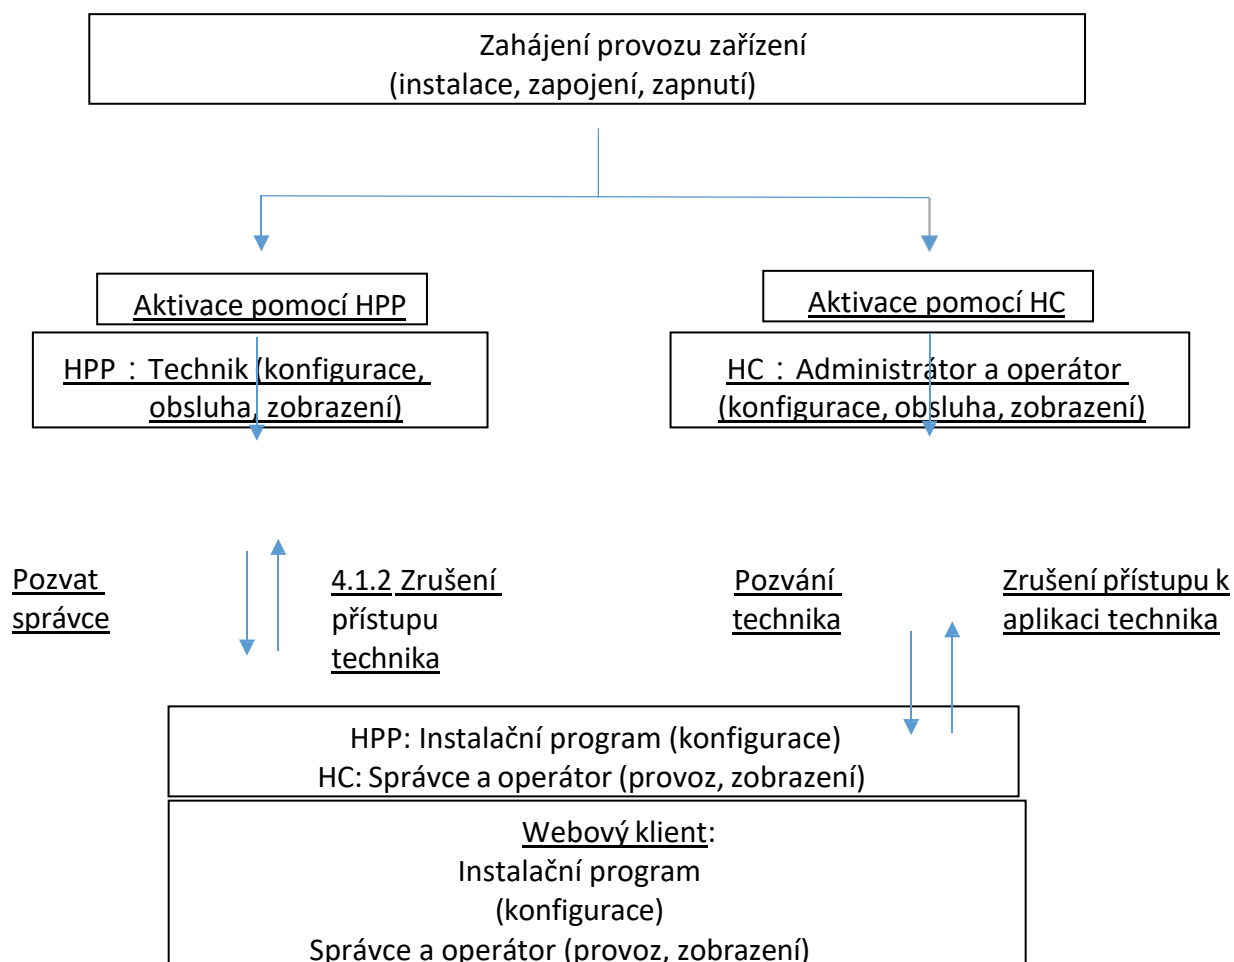 Zahájení provozu zařízení
(instalace, zapojení, zapnutí)
Aktivace pomocí HPP
Aktivace pomocí HC
HPP：Technik (konfigurace,
obsluha, zobrazení)
HC：Administrátor a operátor
(konfigurace, obsluha, zobrazení)
Pozvat
správce
4.1.2 Zrušení
přístupu
technika
Pozvání
technika
Zrušení přístupu k
aplikaci technika
HPP: Instalační program (konfigurace)
HC: Správce a operátor (provoz, zobrazení)
Webový klient:
Instalační program
(konfigurace)
Správce a operátor (provoz, zobrazení)